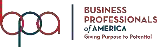 bpa
BUSINESS
PROFESSIONALS
of AMERICA
Giving Purpose to Potential